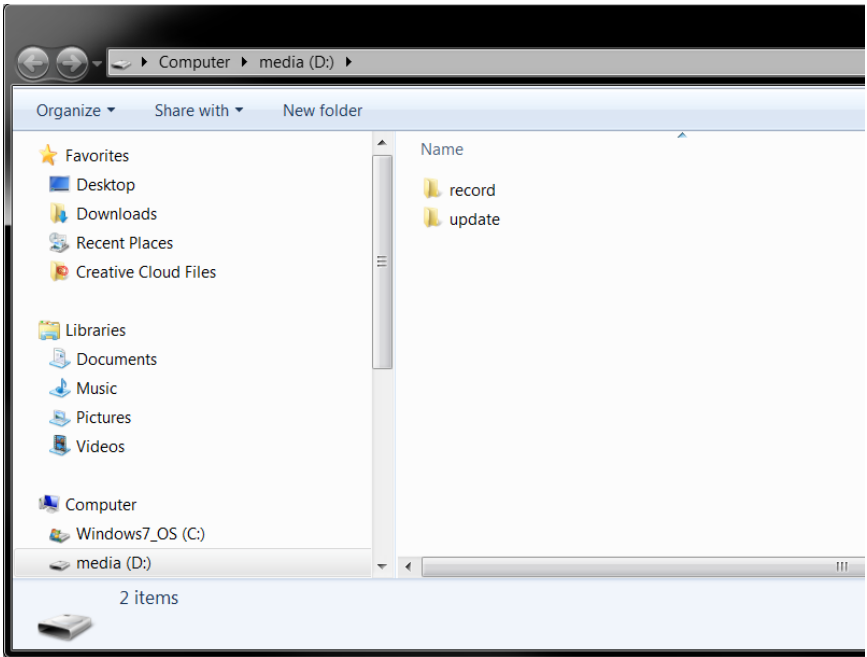 Computer media (D:)
Organize Share with New folder
Favorites
Desktop
Downloads
Recent Places
Creative Cloud Files
Libraries
Documents
Music
Pictures
Videos
Computer
Windows7_OS (C:)
media (D:)
Name
record
update
2 items